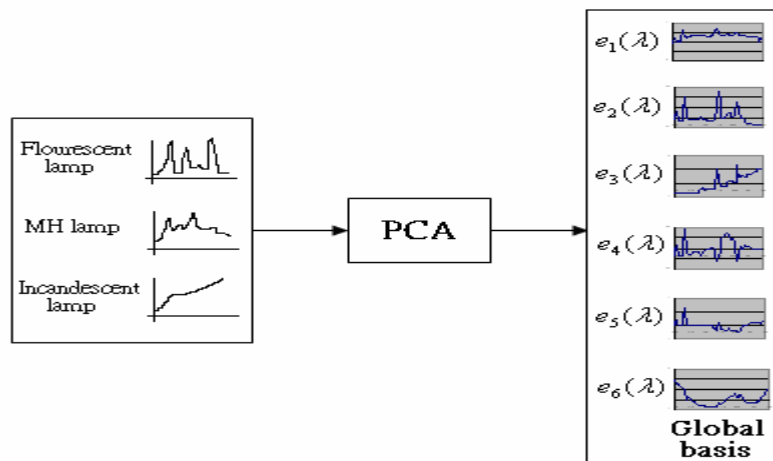 Flourescent
lamp
MH lamp
Incandescent
lamp
PCA
e₁(λ)
e₂(λ)
e₃(λ)
e₄(λ)
e₅(λ)
e₆(λ)
Global
basis